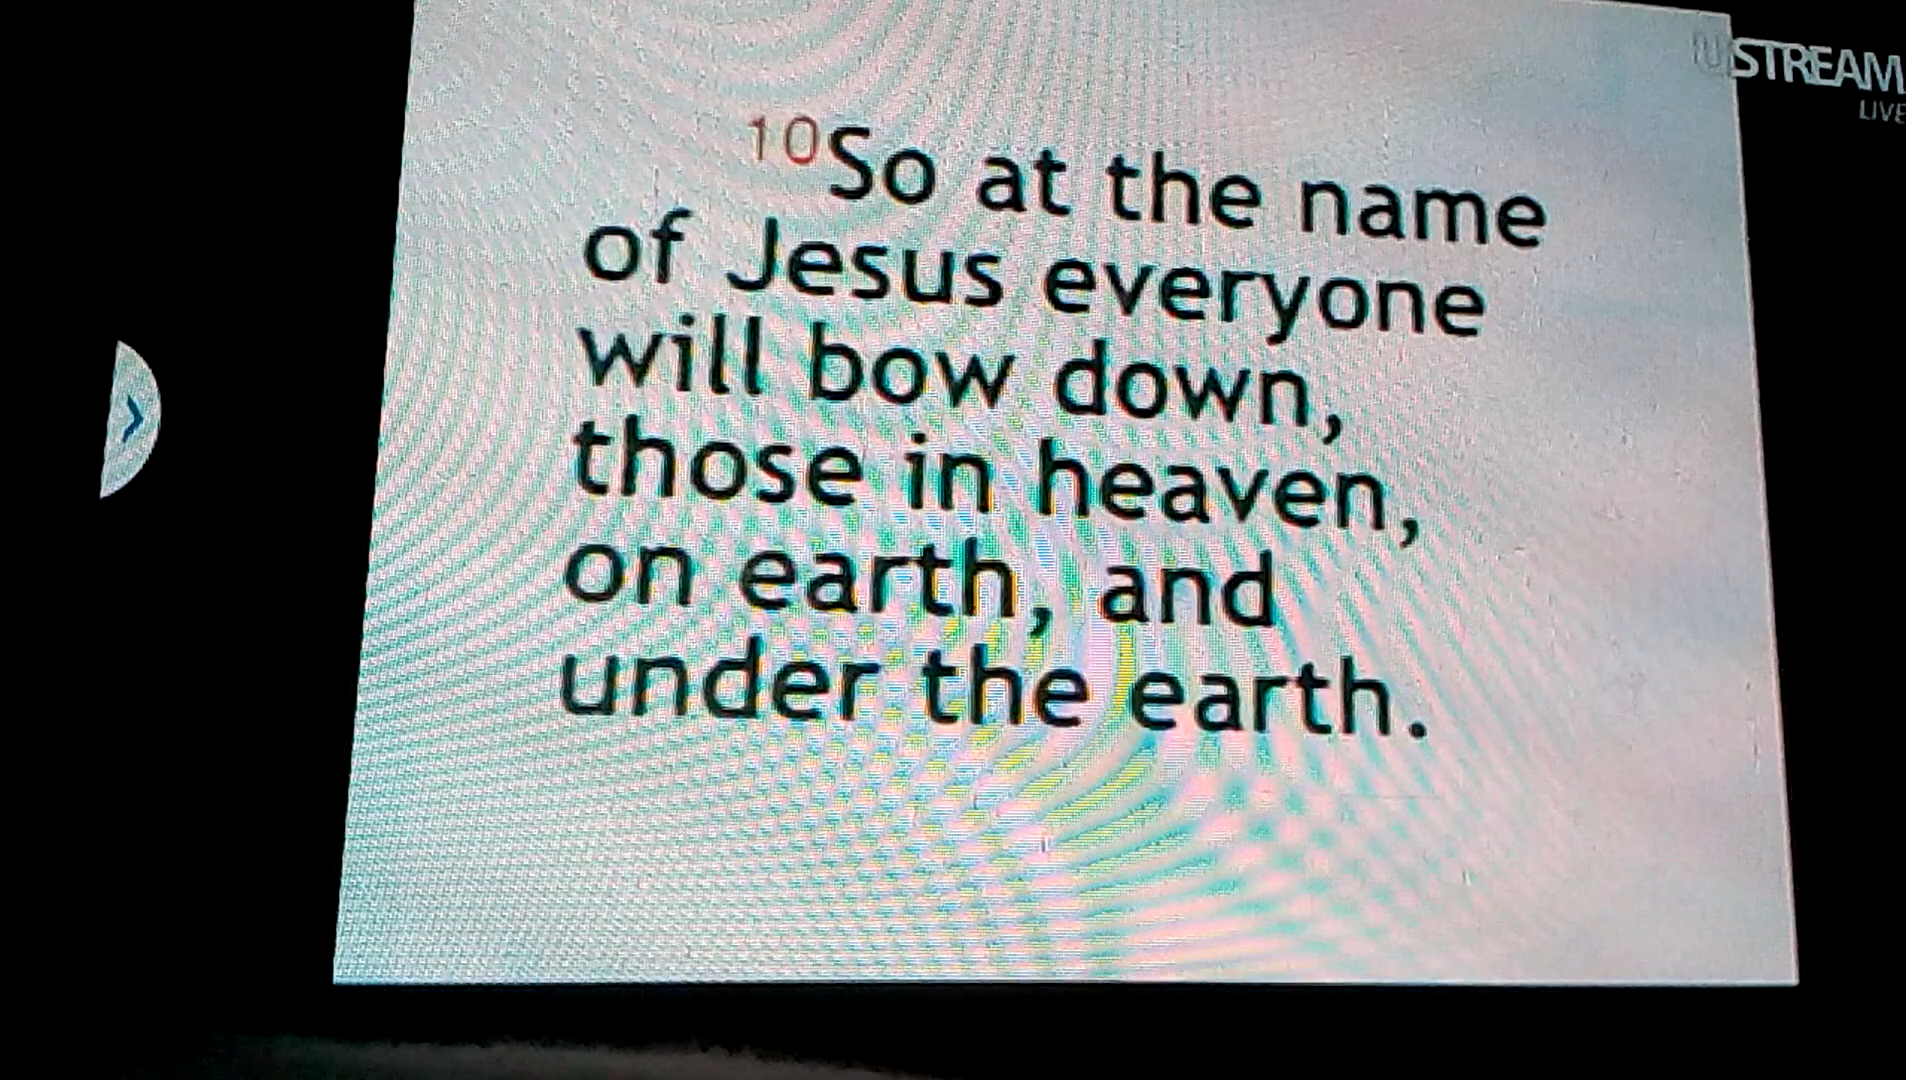 USTREAM
LIVE
10So at the name
of Jesus everyone
will bow down,
those in heaven,
on earth, and
under the earth.